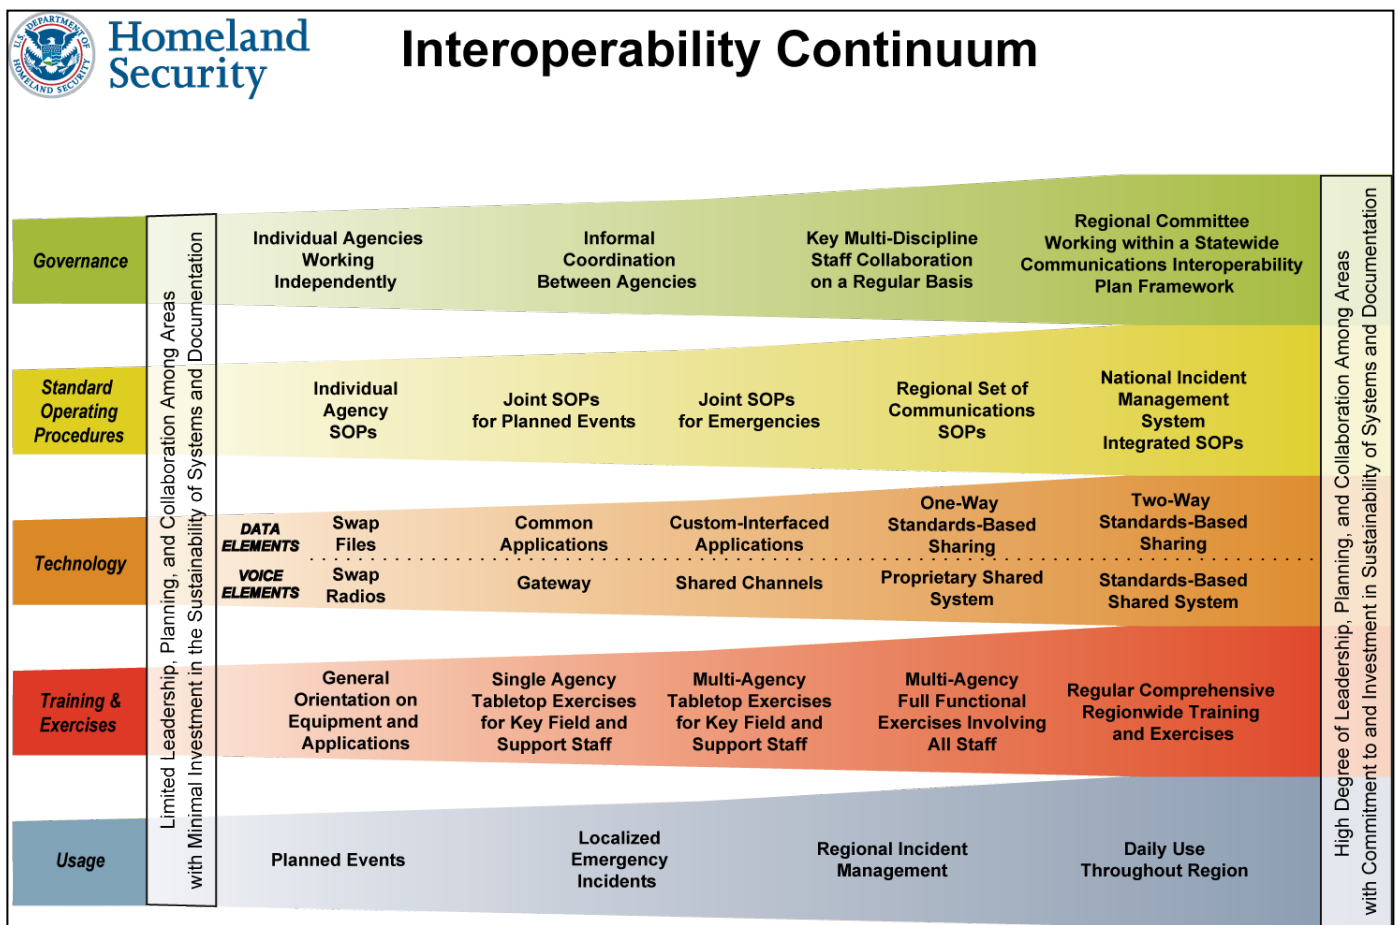 U.S. DEPARTMENT OF
HOMELAND SECURITY
Homeland
Security
Interoperability Continuum
Limited Leadership, Planning, and Collaboration Among Areas
with Minimal Investment in the Sustainability of Systems and Documentation
Governance
Individual Agencies
Working
Independently
Informal
Coordination
Between Agencies
Key Multi-Discipline
Staff Collaboration
on a Regular Basis
Regional Committee
Working within a Statewide
Communications Interoperability
Plan Framework
Standard
Operating
Procedures
Individual
Agency
SOPs
Joint SOPs
for Planned Events
Joint SOPs
for Emergencies
Regional Set of
Communications
SOPs
National Incident
Management
System
Integrated SOPs
Technology
DATA
ELEMENTS
Swap
Files
Common
Applications
Custom-Interfaced
Applications
One-Way
Standards-Based
Sharing
Two-Way
Standards-Based
Sharing
VOICE
ELEMENTS
Swap
Radios
Gateway
Shared Channels
Proprietary Shared
System
Standards-Based
Shared System
Training &
Exercises
General
Orientation on
Equipment and
Applications
Single Agency
Tabletop Exercises
for Key Field and
Support Staff
Multi-Agency
Tabletop Exercises
for Key Field and
Support Staff
Multi-Agency
Full Functional
Exercises Involving
All Staff
Regular Comprehensive
Regionwide Training
and Exercises
Usage
Planned Events
Localized
Emergency
Incidents
Regional Incident
Management
Daily Use
Throughout Region
High Degree of Leadership, Planning, and Collaboration Among Areas
with Commitment to and Investment in Sustainability of Systems and Documentation